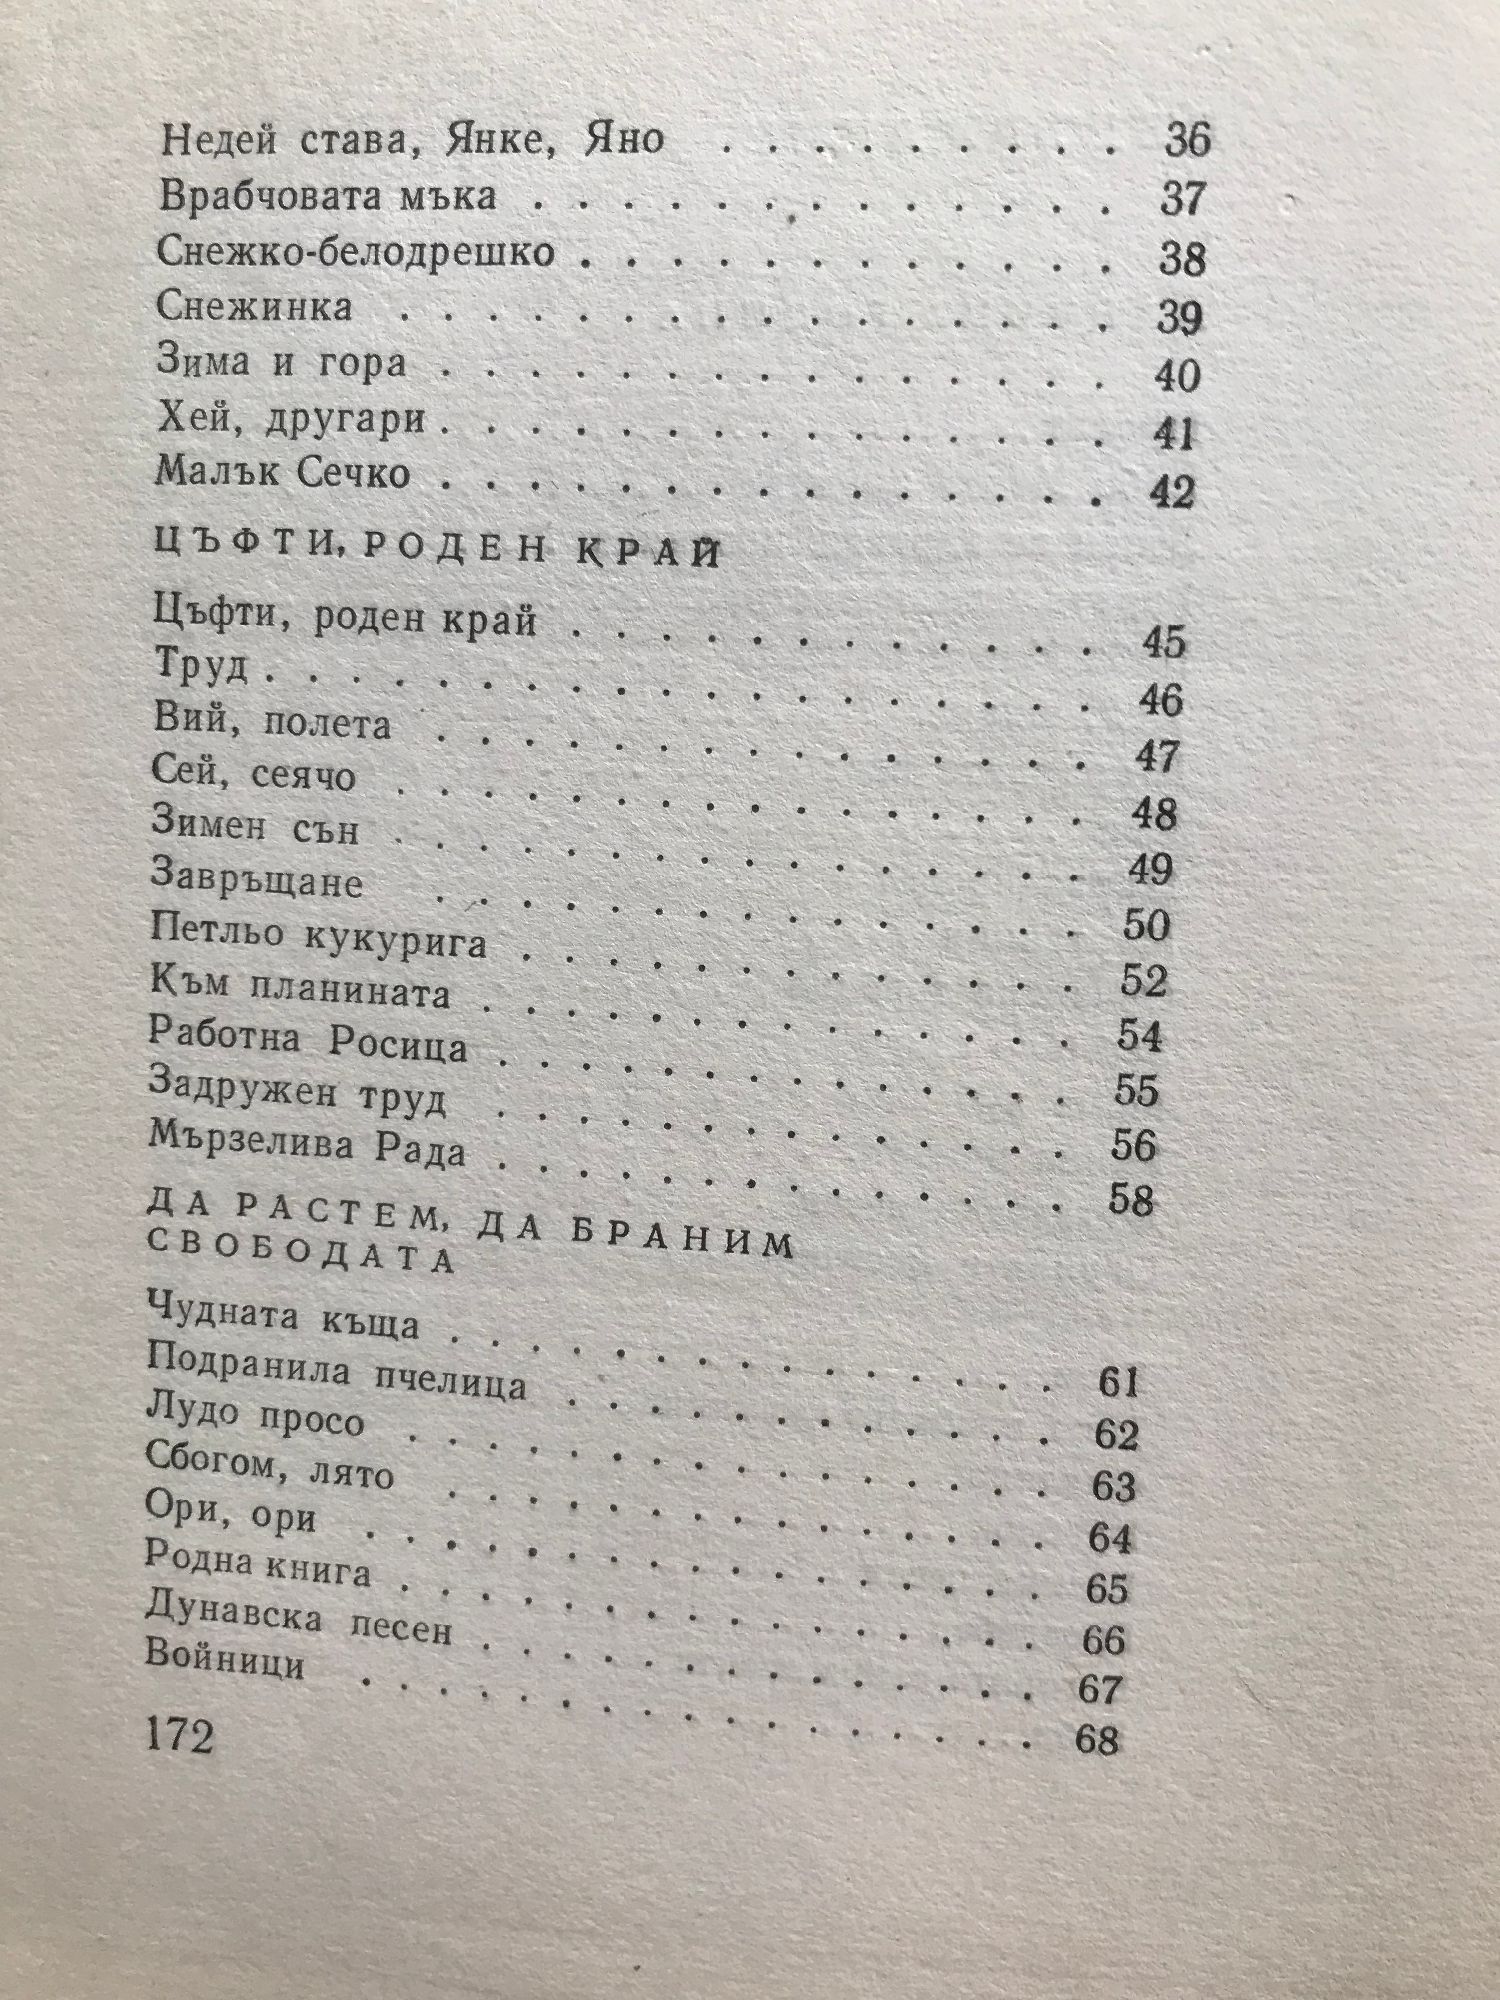 Недей става, Янке, Яно . . . . . . . . . 36
Врабчовата мъка . . . . . . . . . . . . . 37
Снежко-белодрешко . . . . . . . . . . . . 38
Снежинка . . . . . . . . . . . . . . . . 39
Зима и гора . . . . . . . . . . . . . . . 40
Хей, другари . . . . . . . . . . . . . . . 41
Малък Сечко . . . . . . . . . . . . . . . 42
ЦЪФТИ, РОДЕН КРАЙ
Цъфти, роден край . . . . . . . . . . . . 45
Труд . . . . . . . . . . . . . . . . . . . 46
Вий, полета . . . . . . . . . . . . . . . 47
Сей, сеячо . . . . . . . . . . . . . . . . 48
Зимен сън . . . . . . . . . . . . . . . . 49
Завръщане . . . . . . . . . . . . . . . 50
Петльо кукурига . . . . . . . . . . . . . 52
Към планината . . . . . . . . . . . . . . 54
Работна Росица . . . . . . . . . . . . . . 55
Задружен труд . . . . . . . . . . . . . . 56
Мързелива Рада . . . . . . . . . . . . . . 58
ДА РАСТЕМ, ДА БРАНИМ
СВОБОДАТА
Чудната къща . . . . . . . . . . . . . . . 61
Подранила пчелица . . . . . . . . . . . . 62
Лудо просо . . . . . . . . . . . . . . . . 63
Сбогом, лято . . . . . . . . . . . . . . . 64
Ори, ори . . . . . . . . . . . . . . . . . 65
Родна книга . . . . . . . . . . . . . . . . 66
Дунавска песен . . . . . . . . . . . . . . 67
Войници . . . . . . . . . . . . . . . . . 68
172